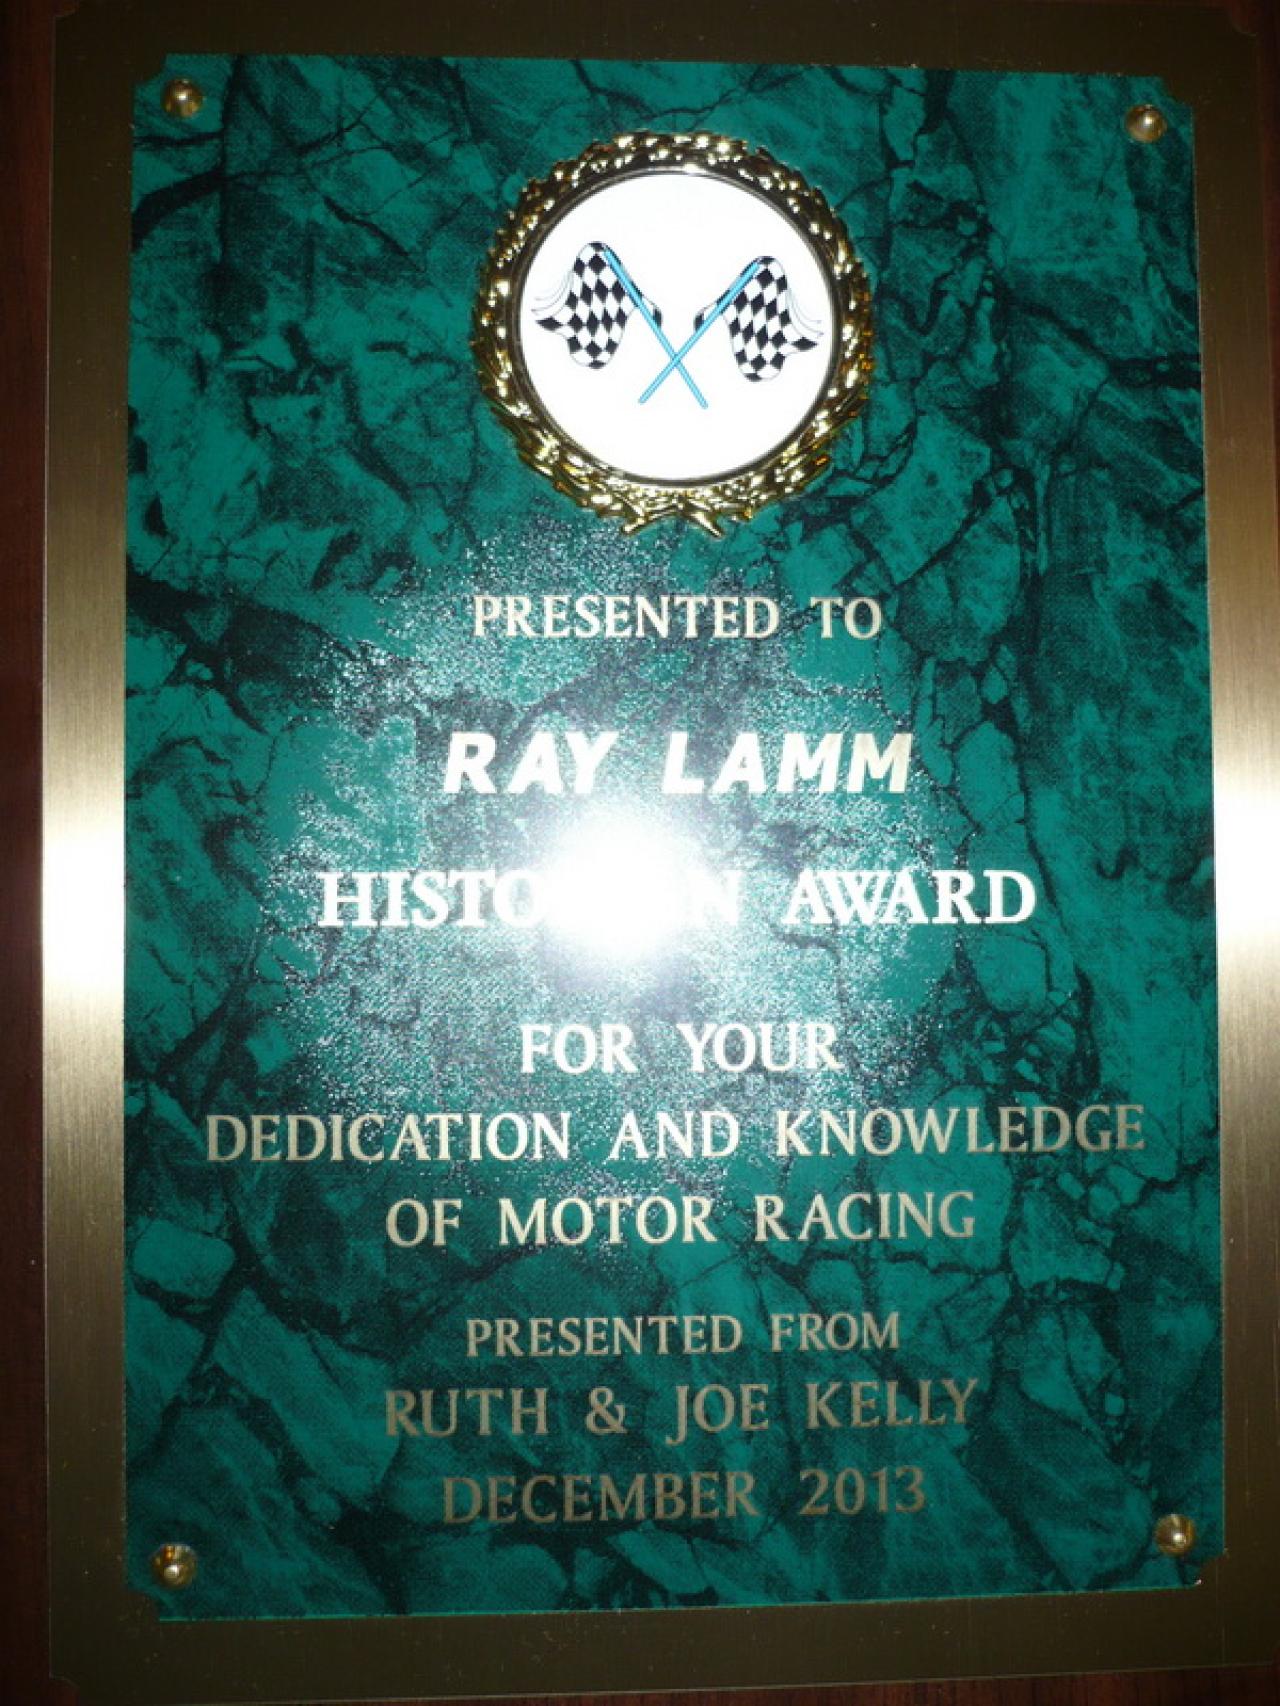 PRESENTED TO
RAY LAMM
AWARD
FOR YOUR
DEDICATION AND KNOWLEDGE
OF MOTOR RACING
PRESENTED FROM
RUTH & JOE KELLY
DECEMBER 2013